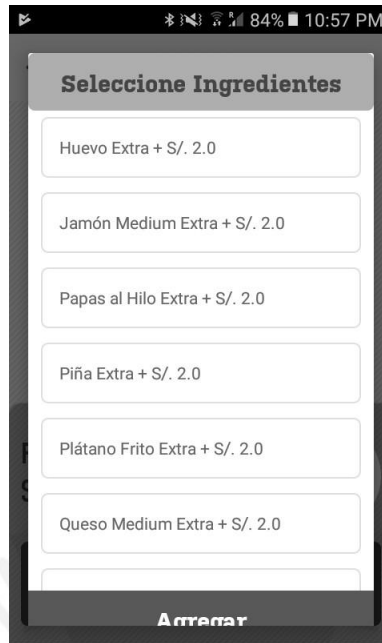 84% 10:57 PM
Seleccione Ingredientes
Huevo Extra + S/. 2.0
Jamón Medium Extra + S/. 2.0
Papas al Hilo Extra + S/. 2.0
Piña Extra + S/. 2.0
Plátano Frito Extra + S/. 2.0
Queso Medium Extra + S/. 2.0
Agregar